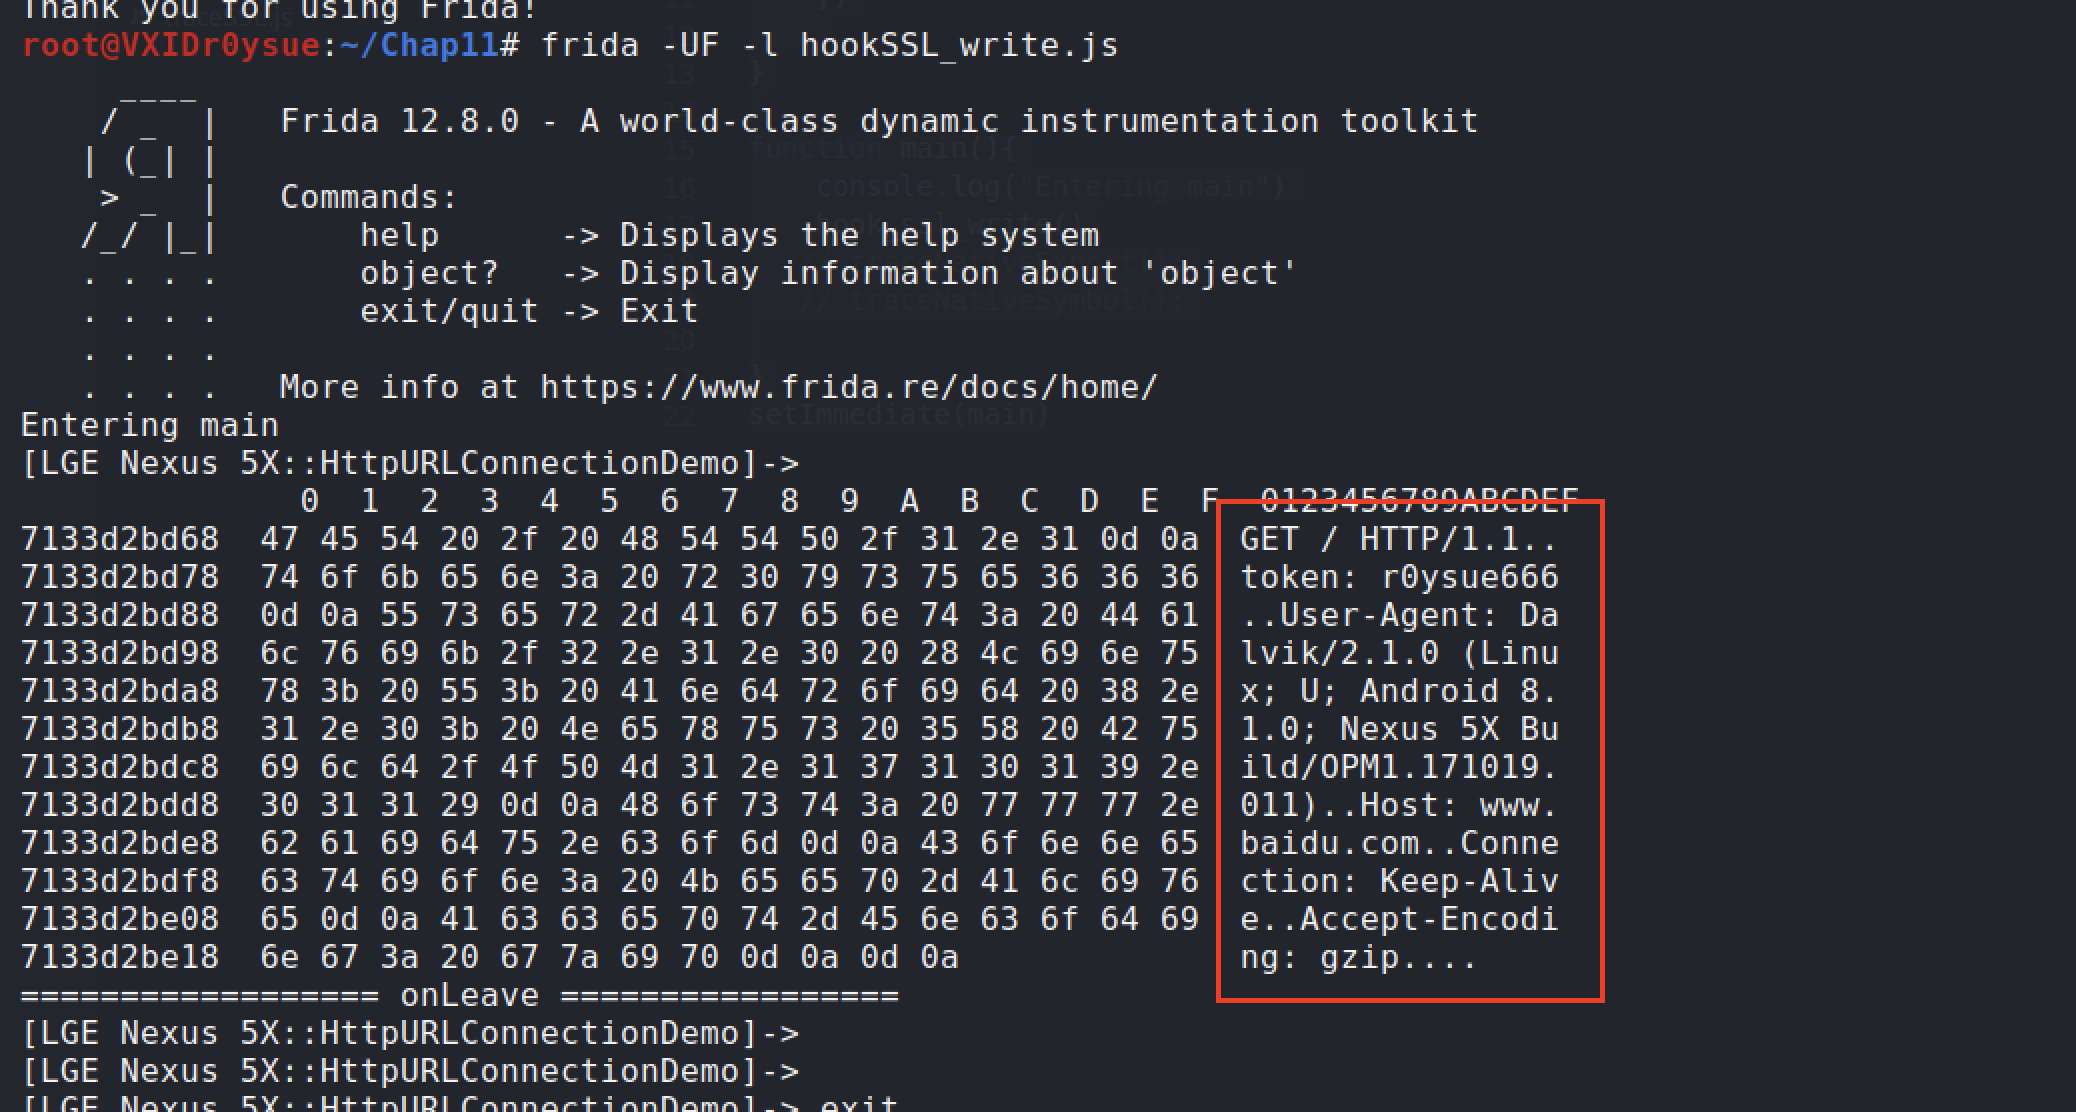 Thank you for using Frida!
root@VXIDr0ysue:~/Chap11# frida -UF -l hookSSL_write.js
     ____
    / _  |   Frida 12.8.0 - A world-class dynamic instrumentation toolkit
   | (_| |
    > _  |   Commands:
   /_/ |_|       help      -> Displays the help system
   . . . .       object?   -> Display information about 'object'
   . . . .       exit/quit -> Exit
   . . . .
   . . . .   More info at https://www.frida.re/docs/home/
Entering main
[LGE Nexus 5X::HttpURLConnectionDemo]->
              0  1  2  3  4  5  6  7  8  9  A  B  C  D  E  F  0123456789ABCDEF
7133d2bd68  47 45 54 20 2f 20 48 54 54 50 2f 31 2e 31 0d 0a  GET / HTTP/1.1..
7133d2bd78  74 6f 6b 65 6e 3a 20 72 30 79 73 75 65 36 36 36  token: r0ysue666
7133d2bd88  0d 0a 55 73 65 72 2d 41 67 65 6e 74 3a 20 44 61  ..User-Agent: Da
7133d2bd98  6c 76 69 6b 2f 32 2e 31 2e 30 20 28 4c 69 6e 75  lvik/2.1.0 (Linu
7133d2bda8  78 3b 20 55 3b 20 41 6e 64 72 6f 69 64 20 38 2e  x; U; Android 8.
7133d2bdb8  31 2e 30 3b 20 4e 65 78 75 73 20 35 58 20 42 75  1.0; Nexus 5X Bu
7133d2bdc8  69 6c 64 2f 4f 50 4d 31 2e 31 37 31 30 31 39 2e  ild/OPM1.171019.
7133d2bdd8  30 31 31 29 0d 0a 48 6f 73 74 3a 20 77 77 77 2e  011)..Host: www.
7133d2bde8  62 61 69 64 75 2e 63 6f 6d 0d 0a 43 6f 6e 6e 65  baidu.com..Conne
7133d2bdf8  63 74 69 6f 6e 3a 20 4b 65 65 70 2d 41 6c 69 76  ction: Keep-Aliv
7133d2be08  65 0d 0a 41 63 63 65 70 74 2d 45 6e 63 6f 64 69  e..Accept-Encodi
7133d2be18  6e 67 3a 20 67 7a 69 70 0d 0a 0d 0a              ng: gzip....
================== onLeave =================
[LGE Nexus 5X::HttpURLConnectionDemo]->
[LGE Nexus 5X::HttpURLConnectionDemo]->
[LGE Nexus 5X::HttpURLConnectionDemo]-> exit